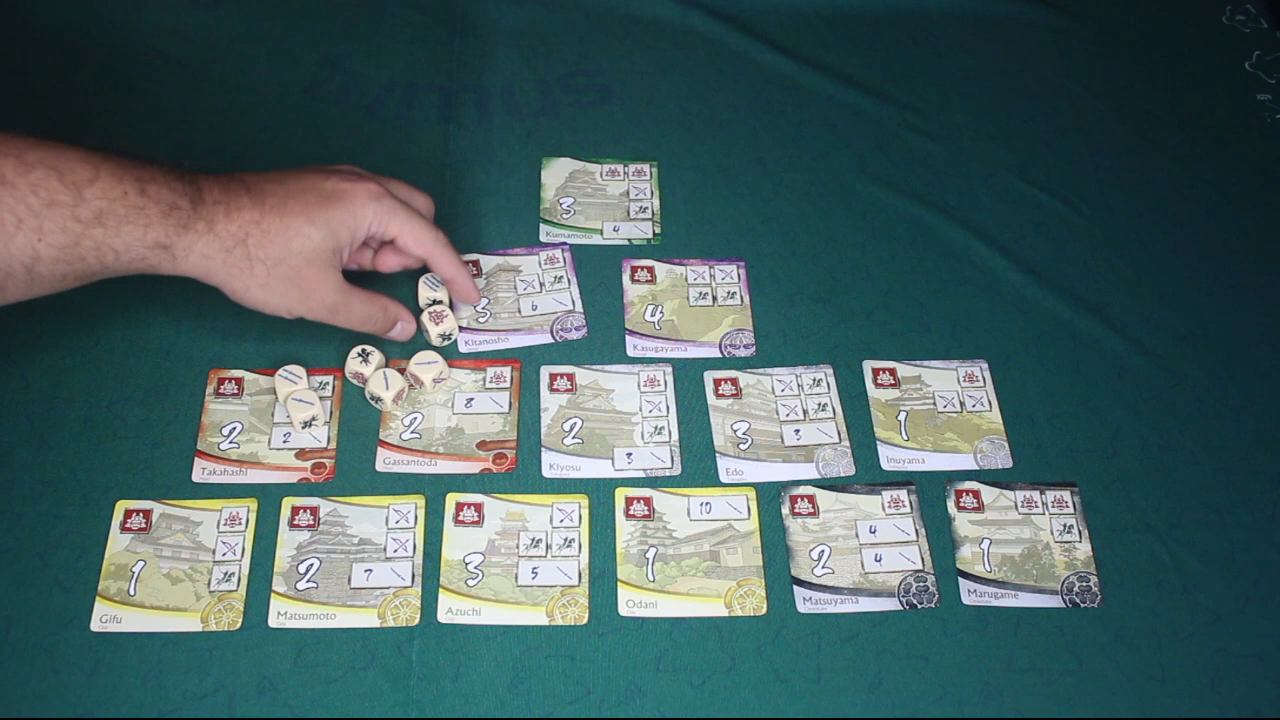 3
4
Kumamoto
3
6
Kitanosho
4
Kasugayama
2
2
Takahashi
2
8
Gassantoda
2
3
Kiyosu
3
3
Edo
1
Inuyama
1
Gifu
2
7
Matsumoto
3
5
Azuchi
10
1
Odani
4
2
4
Matsuyama
1
Marugame